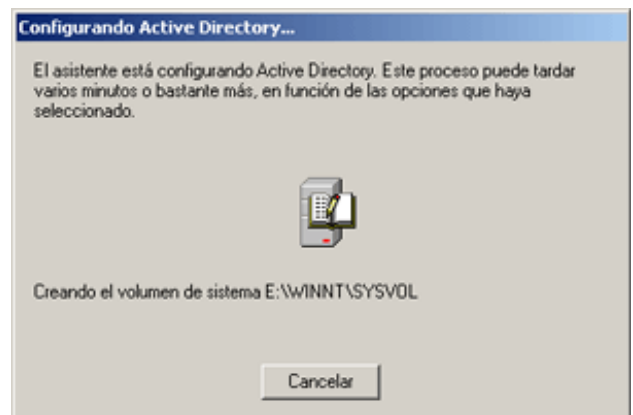 Configurando Active Directory...
El asistente está configurando Active Directory. Este proceso puede tardar
varios minutos o bastante más, en función de las opciones que haya
seleccionado.
Creando el volumen de sistema E:\WINNT\SYSVOL
Cancelar